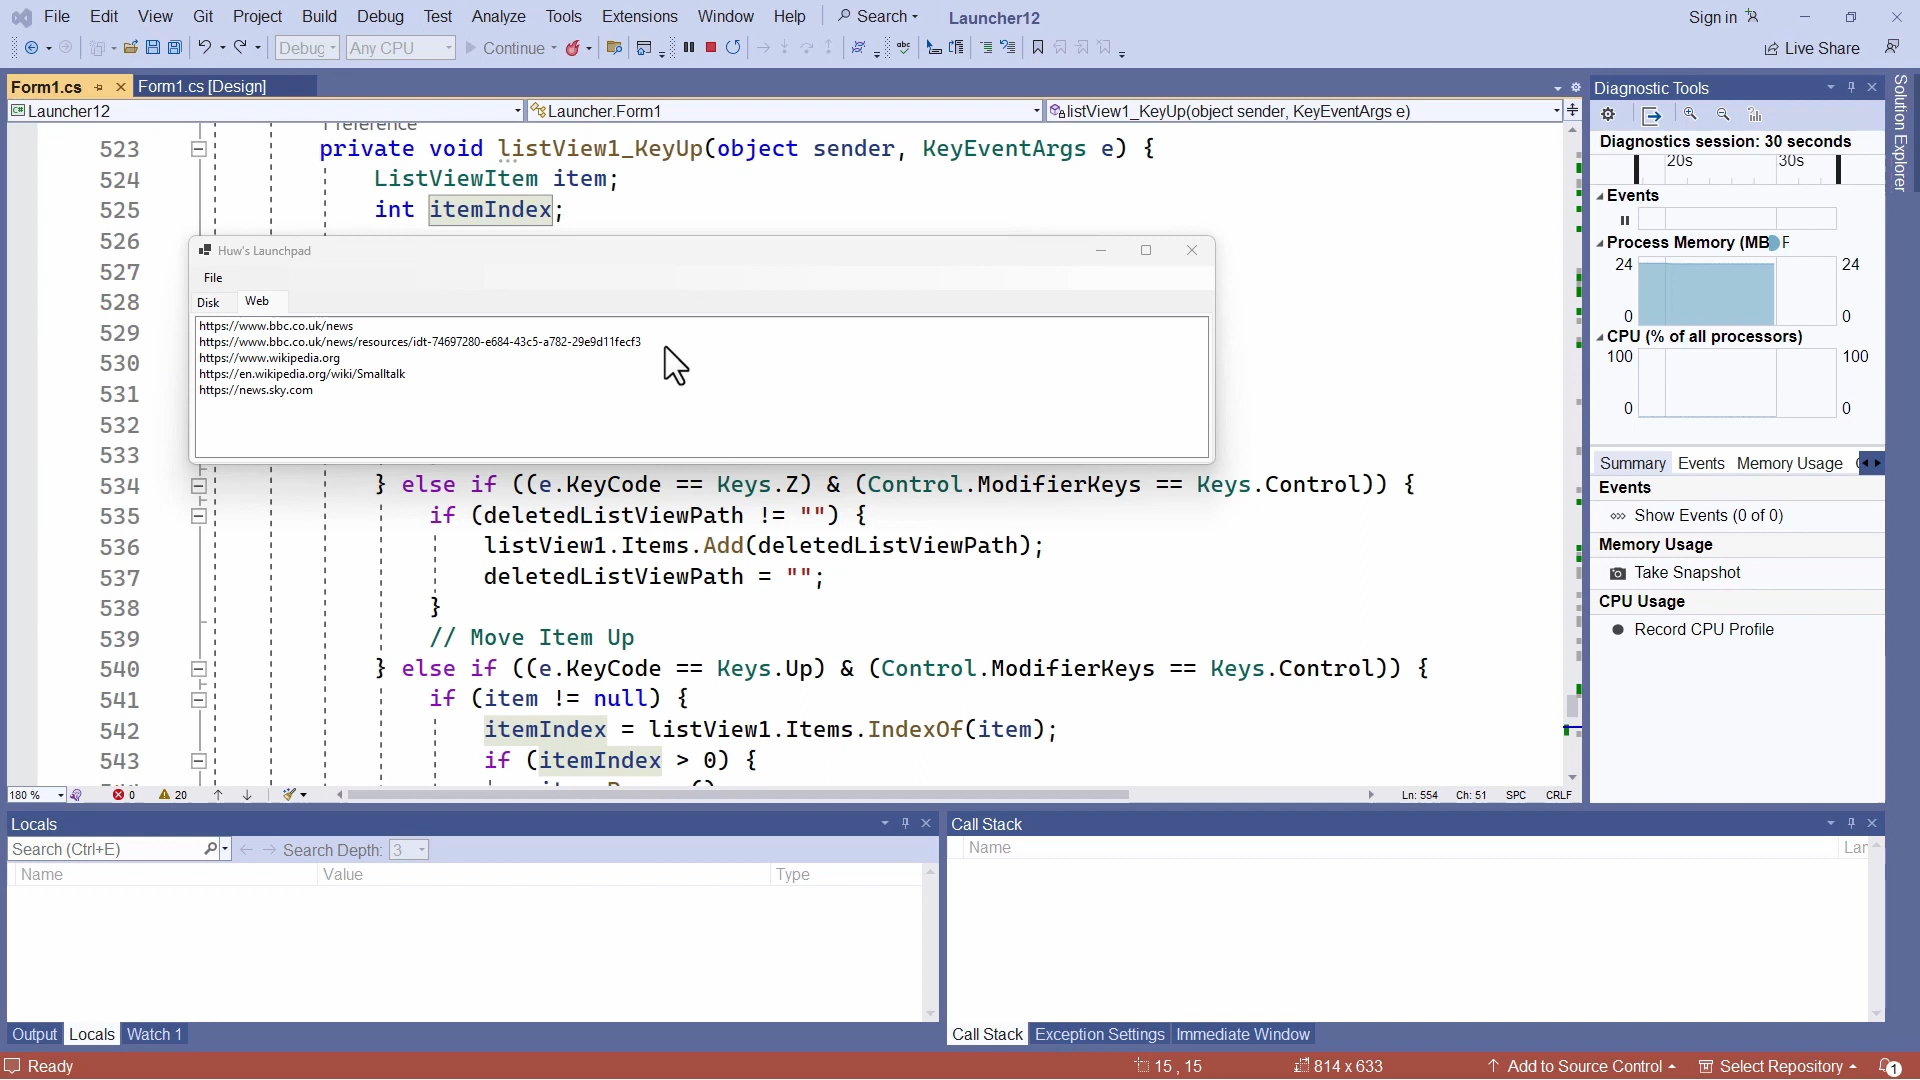 File Edit View Git Project Build Debug Test Analyze Tools Extensions Window Help Search Launcher12 Sign in
Debug Any CPU Continue Live Share
Form1.cs Form1.cs [Design]
Launcher12 Launcher.Form1 listView1_KeyUp(object sender, KeyEventArgs e)
1 reference
523 private void listView1_KeyUp(object sender, KeyEventArgs e) {
524 ListViewItem item;
525 int itemIndex;
526
527
528
529
530
531
532
533
534 } else if ((e.KeyCode == Keys.Z) & (Control.ModifierKeys == Keys.Control)) {
535 if (deletedListViewPath != "") {
536 listView1.Items.Add(deletedListViewPath);
537 deletedListViewPath = "";
538 }
539 // Move Item Up
540 } else if ((e.KeyCode == Keys.Up) & (Control.ModifierKeys == Keys.Control)) {
541 if (item != null) {
542 itemIndex = listView1.Items.IndexOf(item);
543 if (itemIndex > 0) {
Huw's Launchpad
File
Disk Web
https://www.bbc.co.uk/news
https://www.bbc.co.uk/news/resources/idt-74697280-e684-43c5-a782-29e9d11fecf3
https://www.wikipedia.org
https://en.wikipedia.org/wiki/Smalltalk
https://news.sky.com
180 % 0 20 Ln: 554 Ch: 51 SPC CRLF
Diagnostic Tools
Diagnostics session: 30 seconds
20s 30s
Events
Process Memory (MB F
24 24
0 0
CPU (% of all processors)
100 100
0 0
Summary Events Memory Usage
Events
Show Events (0 of 0)
Memory Usage
Take Snapshot
CPU Usage
Record CPU Profile
Solution Explorer
Locals
Search (Ctrl+E) Search Depth: 3
Name Value Type
Output Locals Watch 1
Call Stack
Name Lar
Call Stack Exception Settings Immediate Window
Ready 15 , 15 814 x 633 Add to Source Control Select Repository 1